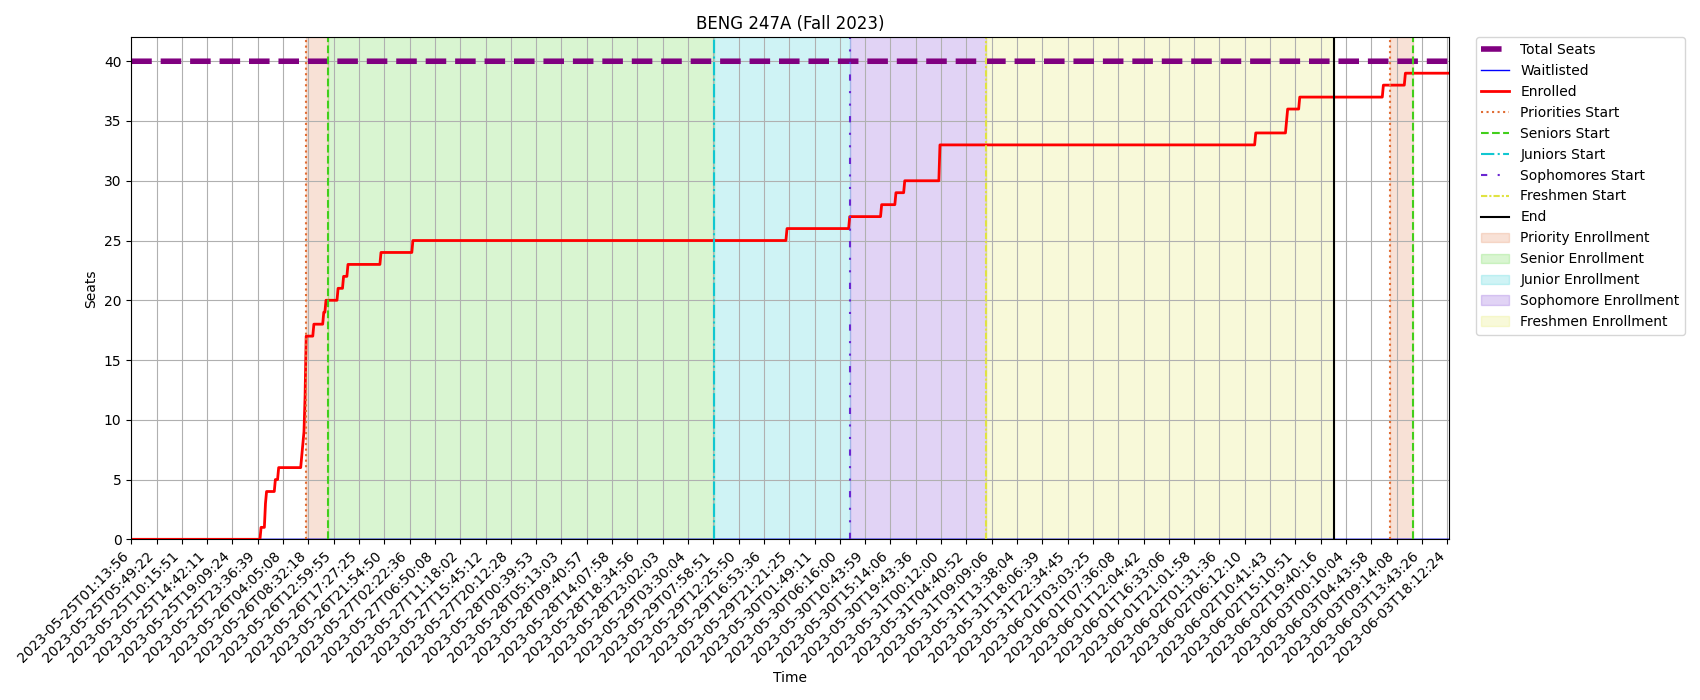 BENG 247A (Fall 2023)
Total Seats
Waitlisted
Enrolled
Priorities Start
Seniors Start
Juniors Start
Sophomores Start
Freshmen Start
End
Priority Enrollment
Senior Enrollment
Junior Enrollment
Sophomore Enrollment
Freshmen Enrollment
Seats
40
35
30
25
20
15
10
5
0
2023-05-25T01:13:56
2023-05-25T05:49:22
2023-05-25T10:15:51
2023-05-25T14:42:11
2023-05-25T19:09:24
2023-05-25T23:36:39
2023-05-26T04:05:08
2023-05-26T08:32:18
2023-05-26T12:59:55
2023-05-26T17:27:25
2023-05-26T21:54:50
2023-05-27T02:22:36
2023-05-27T06:50:08
2023-05-27T11:18:02
2023-05-27T15:45:12
2023-05-27T20:12:28
2023-05-28T00:39:53
2023-05-28T05:13:03
2023-05-28T09:40:57
2023-05-28T14:07:58
2023-05-28T18:34:56
2023-05-28T23:02:03
2023-05-29T03:30:04
2023-05-29T07:58:51
2023-05-29T12:25:50
2023-05-29T16:53:36
2023-05-29T21:21:25
2023-05-30T01:49:11
2023-05-30T06:16:00
2023-05-30T10:43:59
2023-05-30T15:14:06
2023-05-30T19:43:36
2023-05-31T00:12:00
2023-05-31T04:40:52
2023-05-31T09:09:06
2023-05-31T13:38:04
2023-05-31T18:06:39
2023-05-31T22:34:45
2023-06-01T03:03:25
2023-06-01T07:36:08
2023-06-01T12:04:42
2023-06-01T16:33:06
2023-06-01T21:01:58
2023-06-02T01:31:36
2023-06-02T06:12:10
2023-06-02T10:41:43
2023-06-02T15:10:51
2023-06-02T19:40:16
2023-06-03T00:10:04
2023-06-03T04:43:58
2023-06-03T09:14:08
2023-06-03T13:43:26
2023-06-03T18:12:24
Time